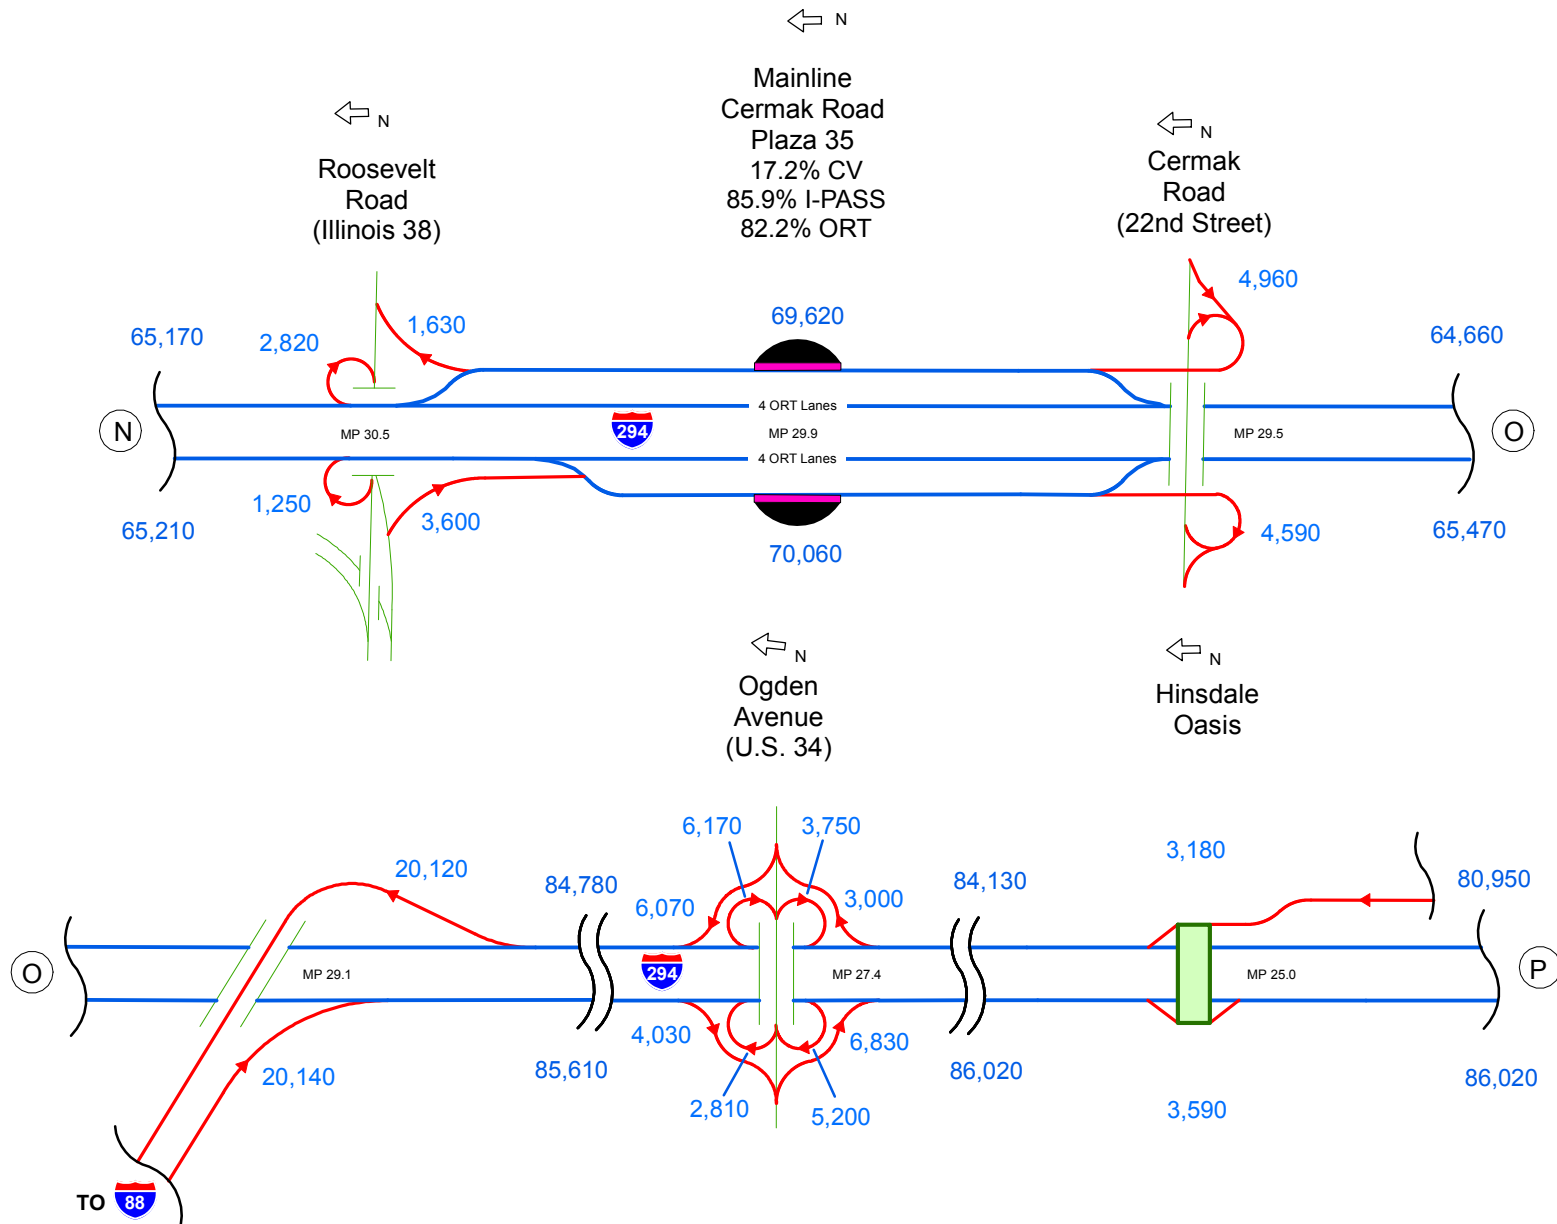 N
Mainline
Cermak Road
Plaza 35
17.2% CV
85.9% I-PASS
82.2% ORT
N
Roosevelt
Road
(Illinois 38)
N
Cermak
Road
(22nd Street)
65,170
2,820
1,630
69,620
4,960
64,660
4 ORT Lanes
N
MP 30.5
294
MP 29.9
MP 29.5
O
4 ORT Lanes
65,210
1,250
3,600
70,060
4,590
65,470
N
Ogden
Avenue
(U.S. 34)
N
Hinsdale
Oasis
20,120
84,780
6,170
3,750
6,070
3,000
84,130
3,180
80,950
O
MP 29.1
294
MP 27.4
MP 25.0
P
20,140
85,610
4,030
2,810
5,200
6,830
86,020
3,590
86,020
TO 88